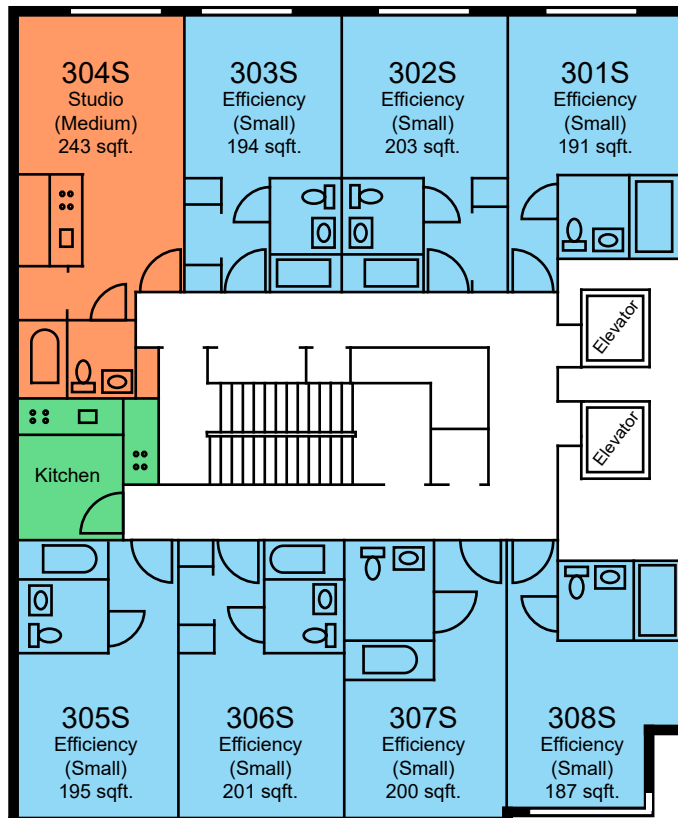 304S
Studio
(Medium)
243 sqft.
303S
Efficiency
(Small)
194 sqft.
302S
Efficiency
(Small)
203 sqft.
301S
Efficiency
(Small)
191 sqft.
Elevator
Elevator
Kitchen
305S
Efficiency
(Small)
195 sqft.
306S
Efficiency
(Small)
201 sqft.
307S
Efficiency
(Small)
200 sqft.
308S
Efficiency
(Small)
187 sqft.